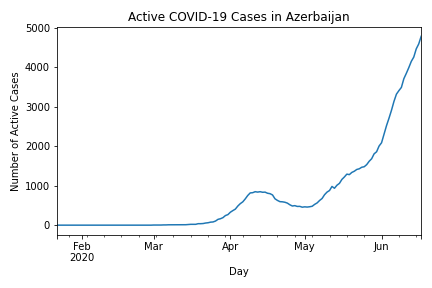 Active COVID-19 Cases in Azerbaijan
5000
4000
3000
2000
1000
0
Number of Active Cases
Feb Mar Apr May Jun
2020
Day